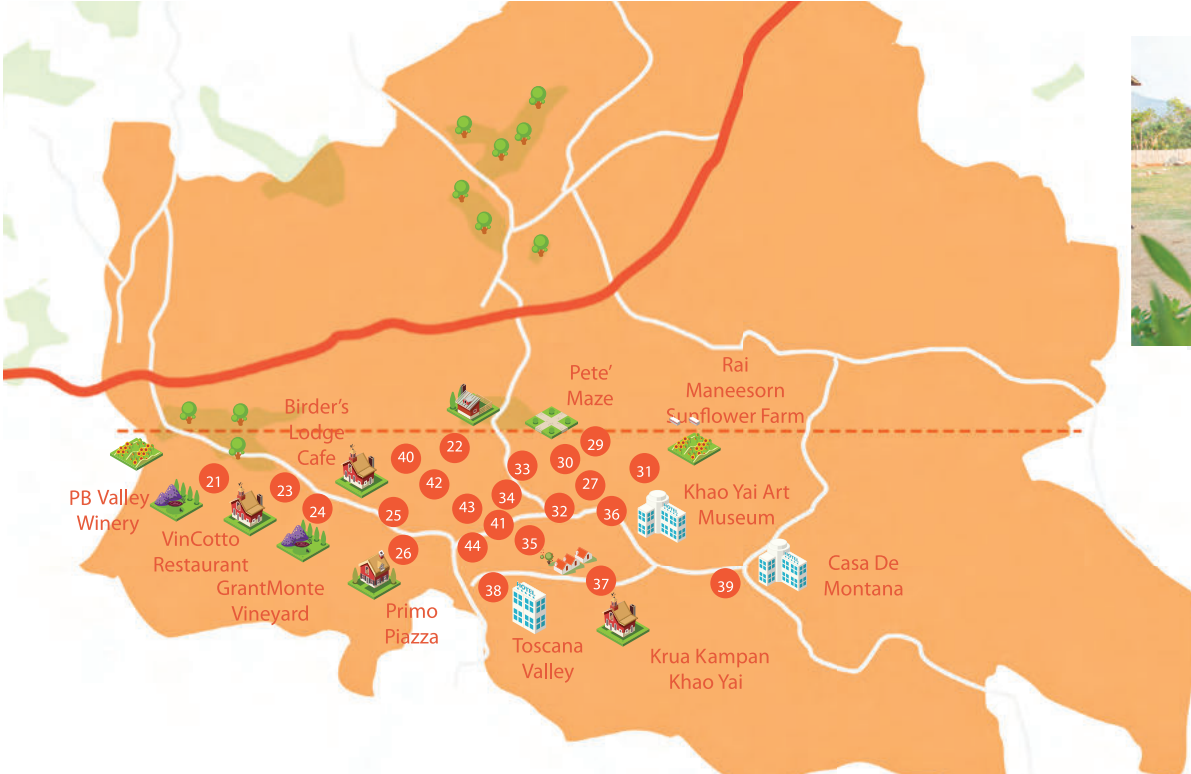 Pete'
Maze
Rai
Maneesorn
Sunflower Farm
Birder's
Lodge
Cafe
29
22
40
33
30
31
21
23
42
27
PB Valley
Winery
24
25
43
34
32
36
Khao Yai Art
Museum
VinCotto
Restaurant
26
44
41
35
GrantMonte
Vineyard
38
37
39
Casa De
Montana
Primo
Piazza
HOTEL
Toscana
Valley
Krua Kampan
Khao Yai